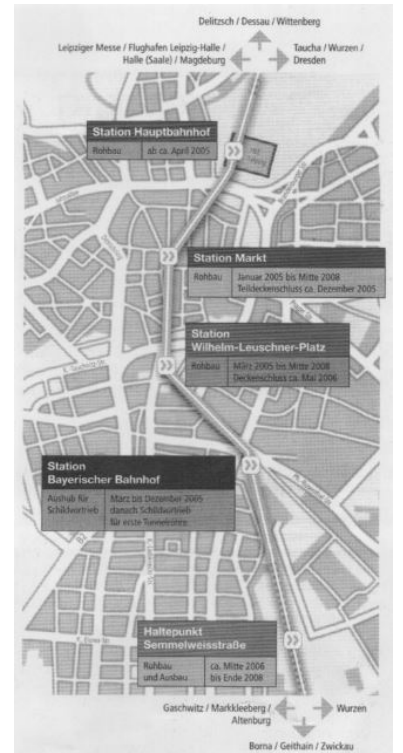 Delitzsch / Dessau / Wittenberg
Leipziger Messe / Flughafen Leipzig-Halle /
Halle (Saale) / Magdeburg
Taucha / Wurzen /
Dresden
Station Hauptbahnhof
Rohbau ab ca. April 2005
Station Markt
Rohbau Januar 2005 bis Mitte 2008
Teildeckenschluss ca. Dezember 2005
Station
Wilhelm-Leuschner-Platz
Rohbau März 2005 bis Mitte 2008
Deckenschluss ca. Mai 2006
Station
Bayerischer Bahnhof
Aushub für März bis Dezember 2005
Schildvortrieb danach Schildvortrieb
für erste Tunnelröhre
Haltepunkt
Semmelweisstraße
Rohbau ca. Mitte 2006
und Ausbau bis Ende 2008
Gaschwitz / Markkleeberg /
Altenburg
Wurzen
Borna / Geithain / Zwickau